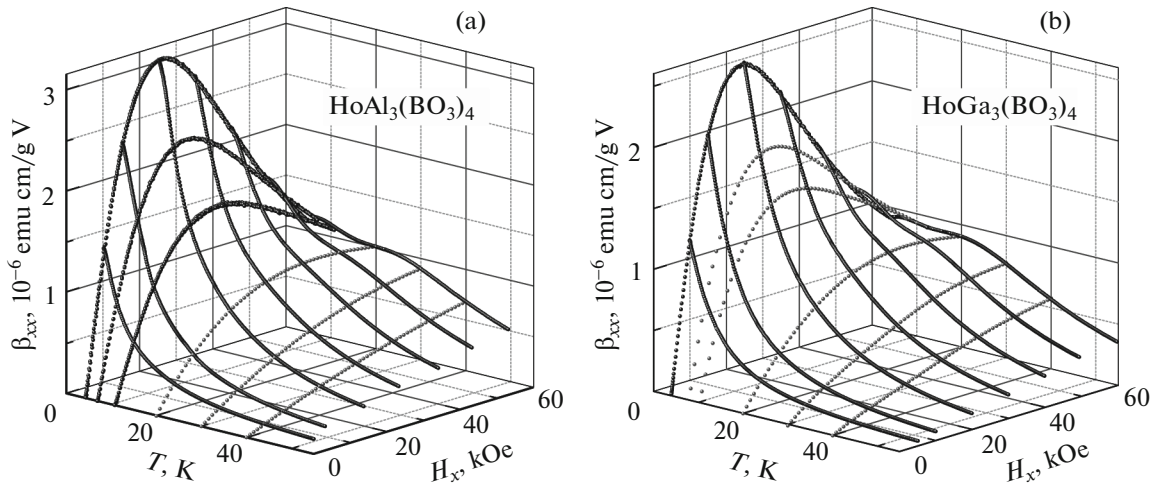 (a)
HoAl₃(BO₃)₄
3
2
1
0
β_xx, 10⁻⁶ emu cm/g V
20
40
T, K
0
20
40
60
H_x, kOe
(b)
HoGa₃(BO₃)₄
2
1
0
β_xx, 10⁻⁶ emu cm/g V
20
40
T, K
0
20
40
60
H_x, kOe